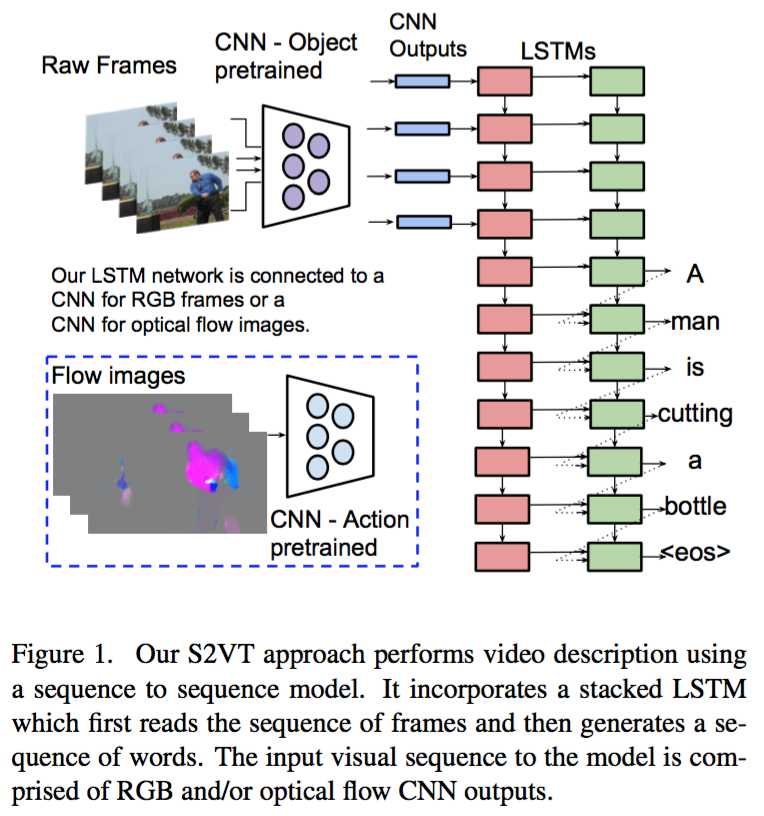 Raw Frames
CNN - Object
pretrained
CNN
Outputs
LSTMs
Our LSTM network is connected to a
CNN for RGB frames or a
CNN for optical flow images.
Flow images
CNN - Action
pretrained
A
man
is
cutting
a
bottle
<eos>
Figure 1. Our S2VT approach performs video description using
a sequence to sequence model. It incorporates a stacked LSTM
which first reads the sequence of frames and then generates a se-
quence of words. The input visual sequence to the model is com-
prised of RGB and/or optical flow CNN outputs.